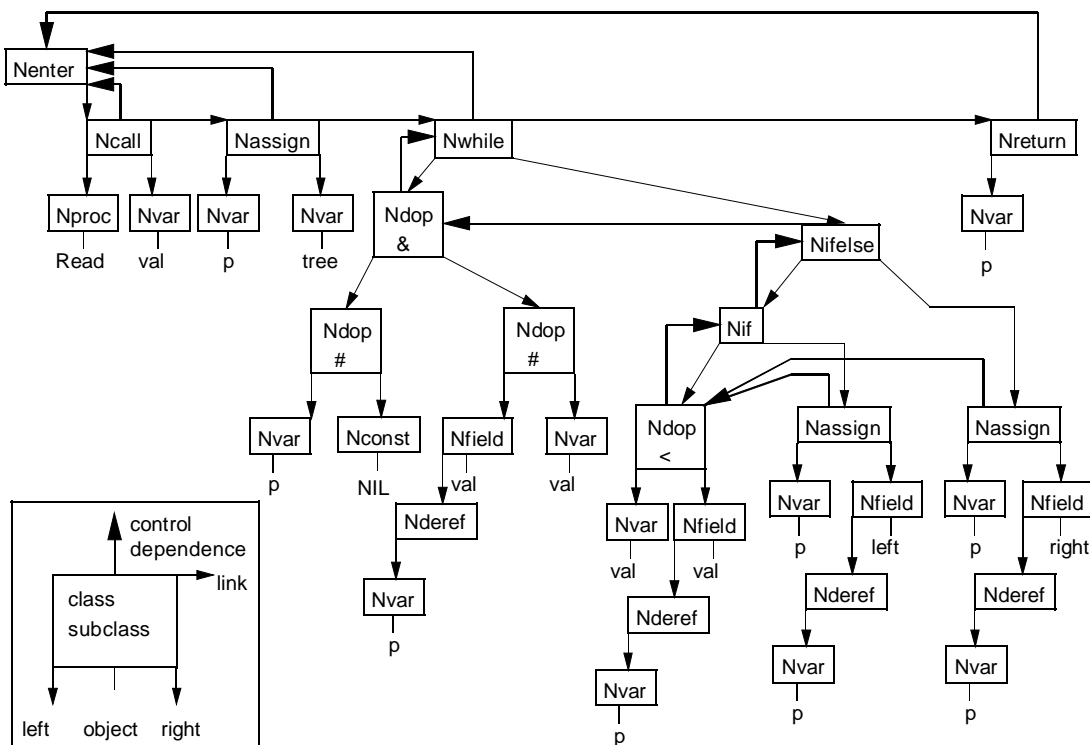 Nenter
Ncall
Nassign
Nwhile
Nreturn
Nproc
Nvar
Nvar
Nvar
Ndop
&
Nvar
Read
val
p
tree
p
Nifelse
Ndop
#
Ndop
#
Nif
Nvar
Nconst
Nfield
Nvar
Ndop
<
Nassign
Nassign
p
NIL
val
val
Nderef
Nvar
Nfield
Nvar
Nfield
Nvar
Nfield
val
val
p
left
p
right
Nvar
p
Nderef
Nderef
Nderef
Nvar
p
Nvar
p
Nvar
p
control
dependence
link
class
subclass
left
object
right